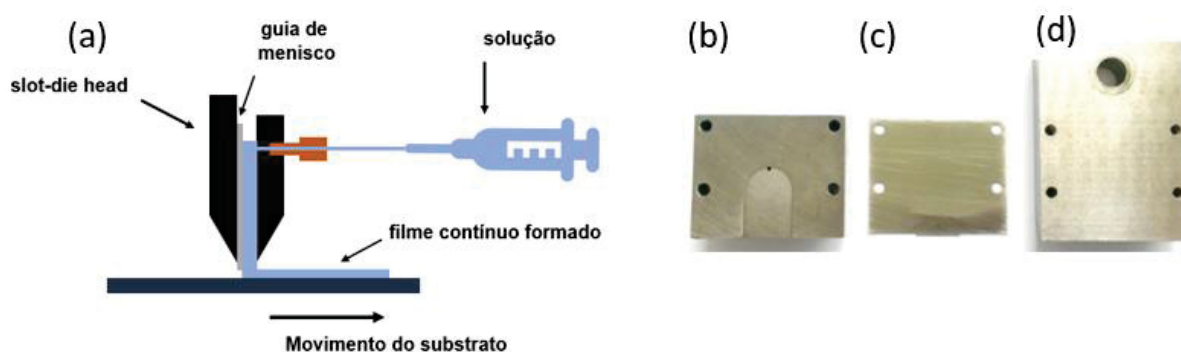 (a)
guia de
menisco
solução
slot-die head
filme contínuo formado
Movimento do substrato
(b)
(c)
(d)